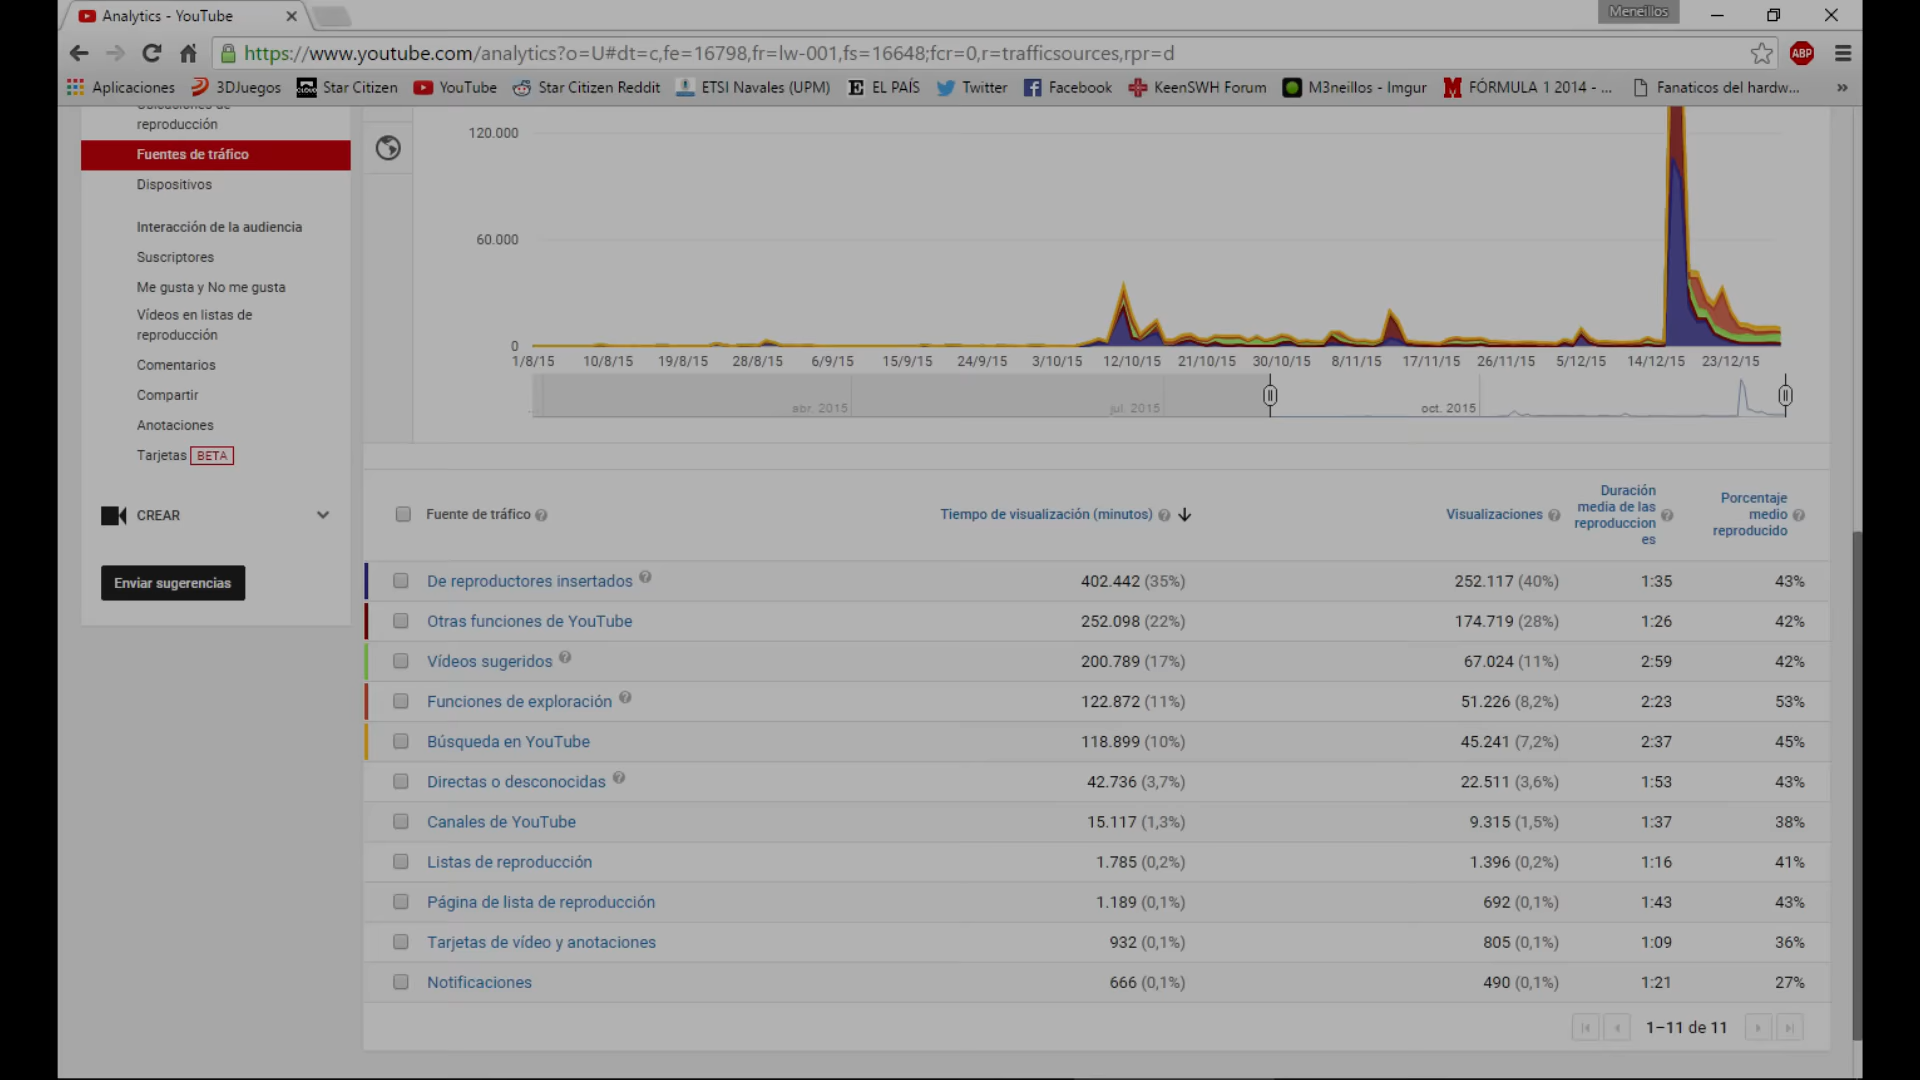 Analytics - YouTube
Meneillos
https://www.youtube.com/analytics?o=U#dt=c,fe=16798,fr=lw-001,fs=16648;fcr=0,r=trafficsources,rpr=d
ABP
Aplicaciones 3DJuegos Star Citizen YouTube Star Citizen Reddit ETSI Navales (UPM) EL PAÍS Twitter Facebook KeenSWH Forum M3neillos - Imgur FÓRMULA 1 2014 - ... Fanaticos del hardw... »
Ubicaciones de
reproducción
Fuentes de tráfico
Dispositivos
Interacción de la audiencia
Suscriptores
Me gusta y No me gusta
Vídeos en listas de
reproducción
Comentarios
Compartir
Anotaciones
Tarjetas BETA
CREAR
Enviar sugerencias
120.000
60.000
0
1/8/15 10/8/15 19/8/15 28/8/15 6/9/15 15/9/15 24/9/15 3/10/15 12/10/15 21/10/15 30/10/15 8/11/15 17/11/15 26/11/15 5/12/15 14/12/15 23/12/15
... abr. 2015 jul. 2015 oct. 2015
Fuente de tráfico Tiempo de visualización (minutos) Visualizaciones
Duración
media de las
reproduccion
es
Porcentaje
medio
reproducido
De reproductores insertados 402.442 (35%) 252.117 (40%) 1:35 43%
Otras funciones de YouTube 252.098 (22%) 174.719 (28%) 1:26 42%
Vídeos sugeridos 200.789 (17%) 67.024 (11%) 2:59 42%
Funciones de exploración 122.872 (11%) 51.226 (8,2%) 2:23 53%
Búsqueda en YouTube 118.899 (10%) 45.241 (7,2%) 2:37 45%
Directas o desconocidas 42.736 (3,7%) 22.511 (3,6%) 1:53 43%
Canales de YouTube 15.117 (1,3%) 9.315 (1,5%) 1:37 38%
Listas de reproducción 1.785 (0,2%) 1.396 (0,2%) 1:16 41%
Página de lista de reproducción 1.189 (0,1%) 692 (0,1%) 1:43 43%
Tarjetas de vídeo y anotaciones 932 (0,1%) 805 (0,1%) 1:09 36%
Notificaciones 666 (0,1%) 490 (0,1%) 1:21 27%
1–11 de 11